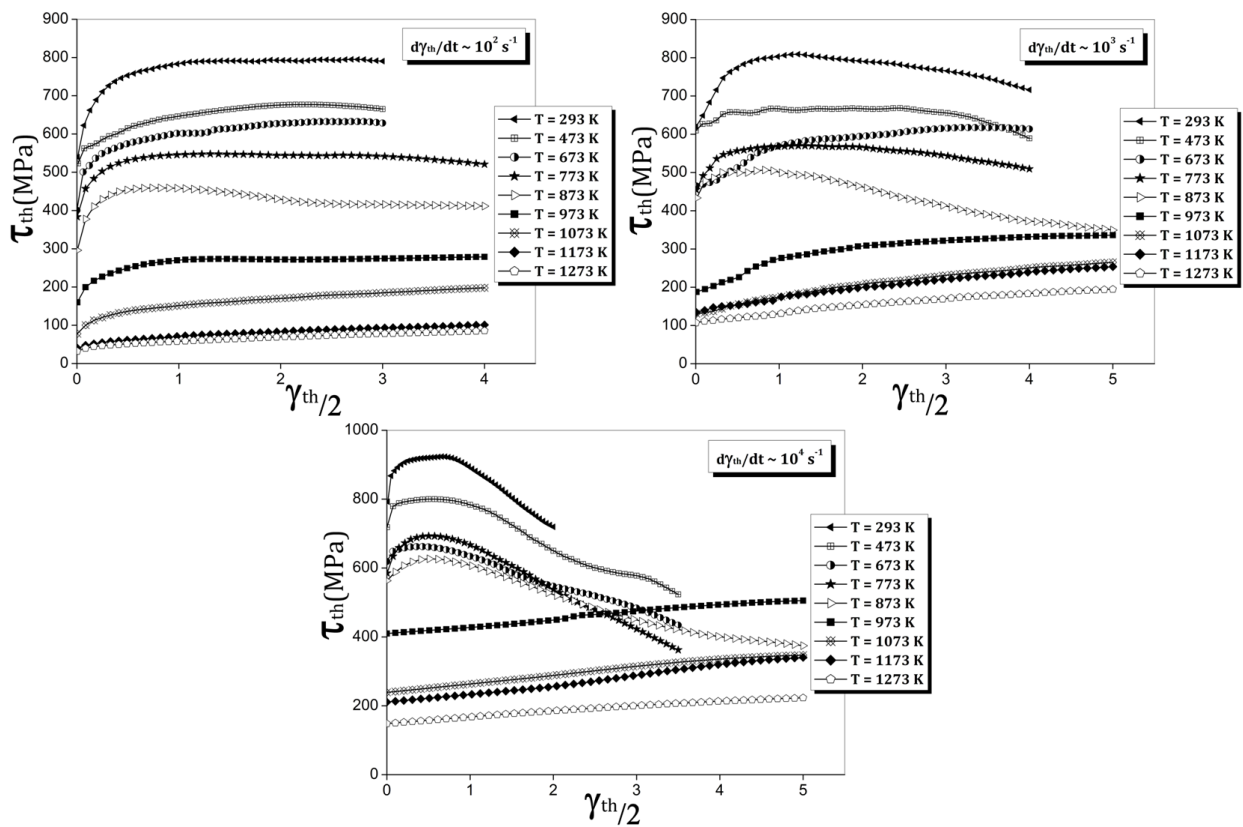 900
800
700
600
500
400
300
200
100
0
τth(MPa)
0 1 2 3 4
γth/2
dγth/dt ~ 10² s⁻¹
T = 293 K
T = 473 K
T = 673 K
T = 773 K
T = 873 K
T = 973 K
T = 1073 K
T = 1173 K
T = 1273 K
900
800
700
600
500
400
300
200
100
0
τth(MPa)
0 1 2 3 4 5
γth/2
dγth/dt ~ 10³ s⁻¹
T = 293 K
T = 473 K
T = 673 K
T = 773 K
T = 873 K
T = 973 K
T = 1073 K
T = 1173 K
T = 1273 K
1000
800
600
400
200
0
τth(MPa)
0 1 2 3 4 5
γth/2
dγth/dt ~ 10⁴ s⁻¹
T = 293 K
T = 473 K
T = 673 K
T = 773 K
T = 873 K
T = 973 K
T = 1073 K
T = 1173 K
T = 1273 K